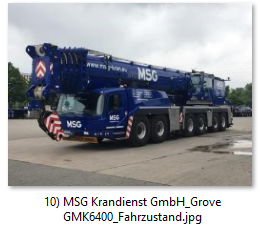 MSG
MSG
10) MSG Krandienst GmbH_Grove
GMK6400_Fahrzustand.jpg